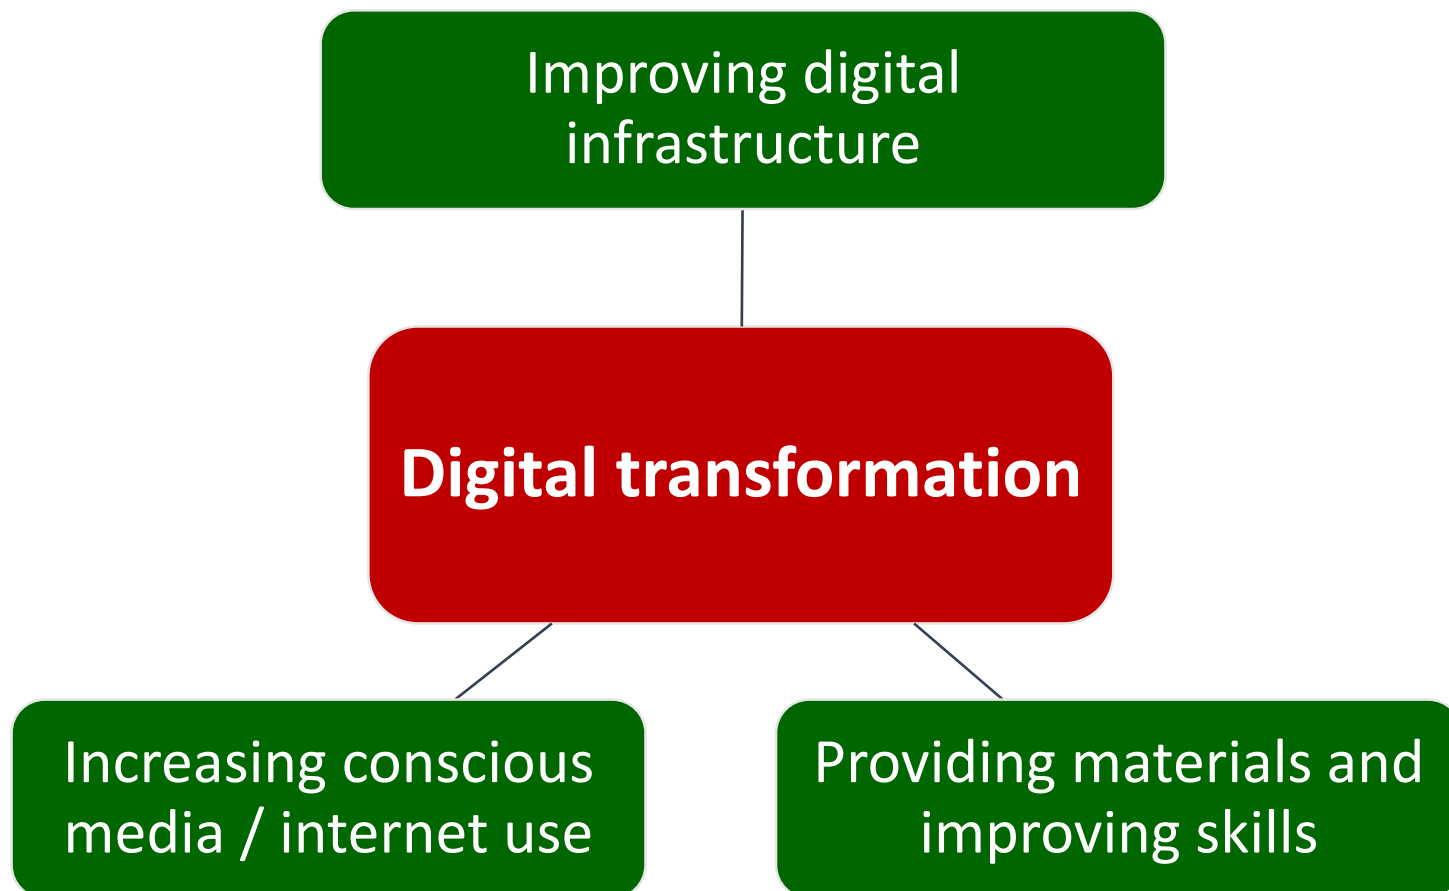 Improving digital
infrastructure
Digital transformation
Increasing conscious
media / internet use
Providing materials and
improving skills